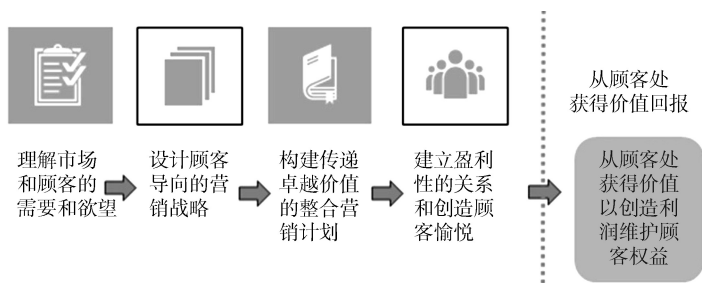 理解市场
和顾客的
需要和欲望
设计顾客
导向的营
销战略
构建传递
卓越价值
的整合营
销计划
建立盈利
性的关系
和创造顾
客愉悦
从顾客处
获得价值回报
从顾客处
获得价值
以创造利
润维护顾
客权益